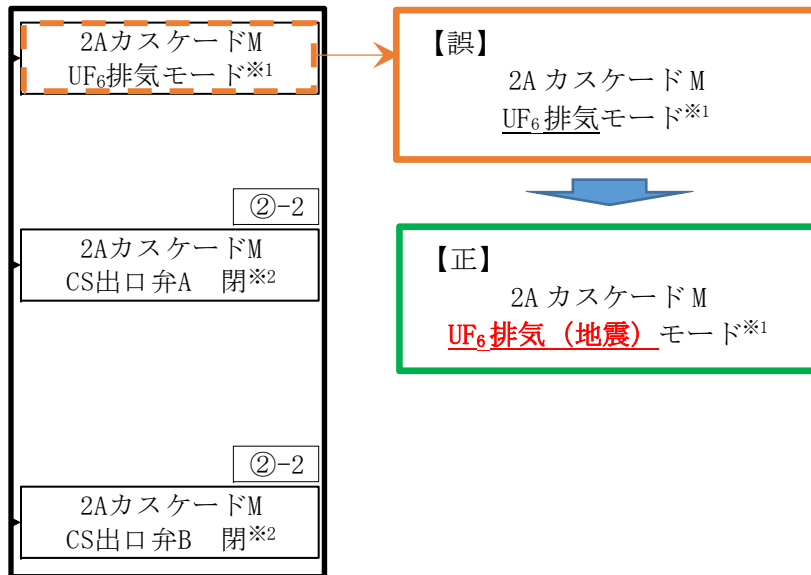 2AカスケードM
UF₆排気モード※1
②-2
2AカスケードM
CS出口弁A　閉※2
②-2
2AカスケードM
CS出口弁B　閉※2
【誤】
2A カスケード M
UF₆排気モード※1
【正】
2A カスケード M
UF₆排気（地震）モード※1